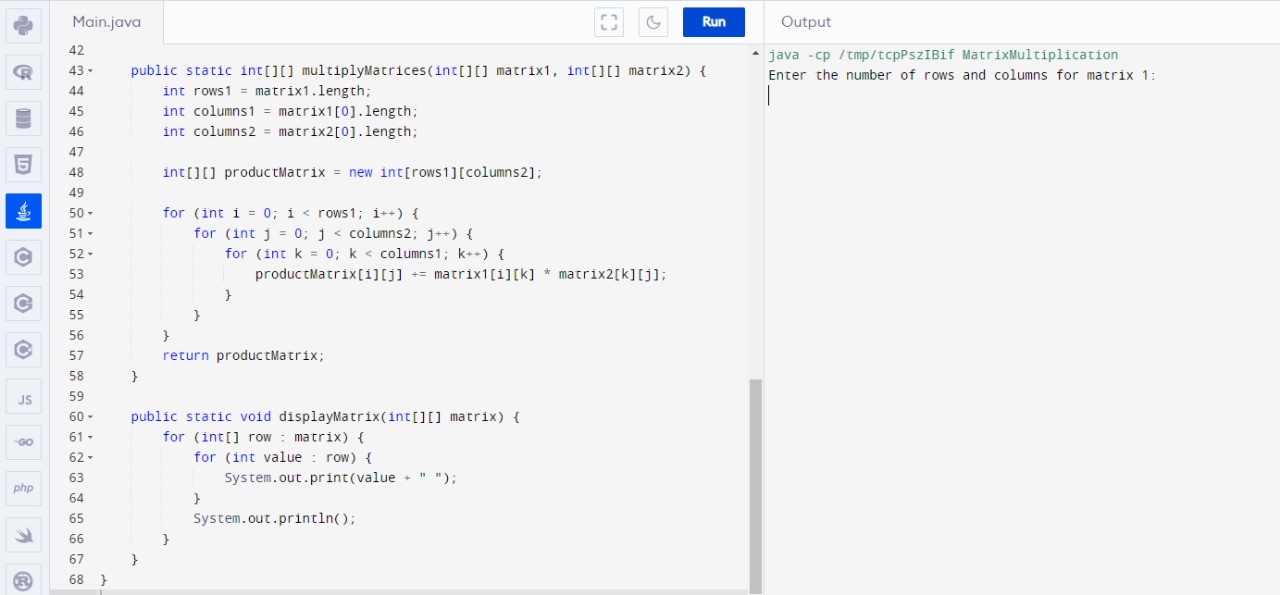 Main.java
Run
Output
42
43 public static int[][] multiplyMatrices(int[][] matrix1, int[][] matrix2) {
44 int rows1 = matrix1.length;
45 int columns1 = matrix1[0].length;
46 int columns2 = matrix2[0].length;
47
48 int[][] productMatrix = new int[rows1][columns2];
49
50 for (int i = 0; i < rows1; i++) {
51 for (int j = 0; j < columns2; j++) {
52 for (int k = 0; k < columns1; k++) {
53 productMatrix[i][j] += matrix1[i][k] * matrix2[k][j];
54 }
55 }
56 }
57 return productMatrix;
58 }
59
60 public static void displayMatrix(int[][] matrix) {
61 for (int[] row : matrix) {
62 for (int value : row) {
63 System.out.print(value + " ");
64 }
65 System.out.println();
66 }
67 }
68 }
java -cp /tmp/tcpPszIBif MatrixMultiplication
Enter the number of rows and columns for matrix 1:
R
5
C
C
C
JS
GO
php
R